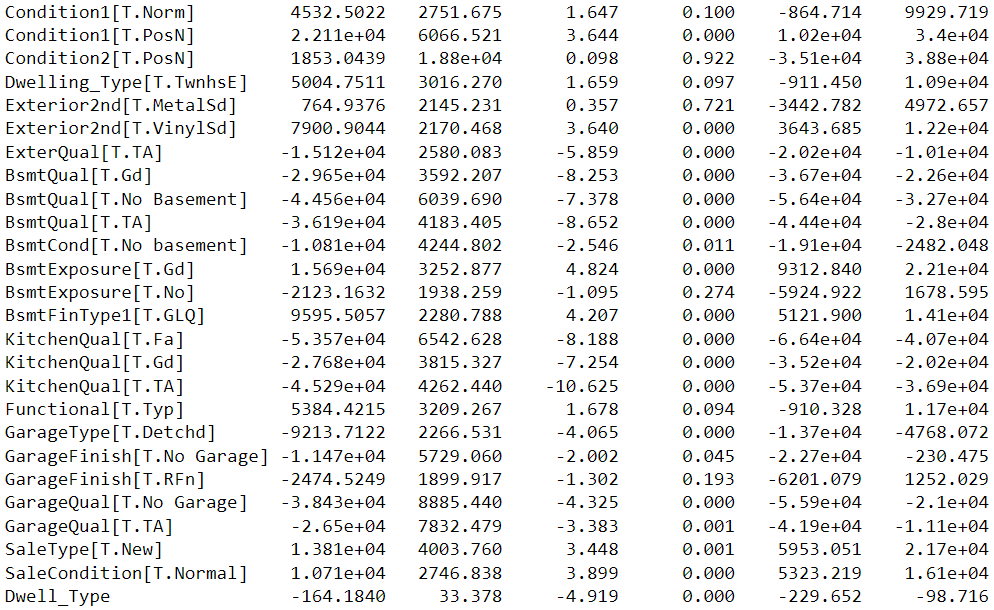 Condition1[T.Norm] 4532.5022 2751.675 1.647 0.100 -864.714 9929.719
Condition1[T.PosN] 2.211e+04 6066.521 3.644 0.000 1.02e+04 3.4e+04
Condition2[T.PosN] 1853.0439 1.88e+04 0.098 0.922 -3.51e+04 3.88e+04
Dwelling_Type[T.TwnhsE] 5004.7511 3016.270 1.659 0.097 -911.450 1.09e+04
Exterior2nd[T.MetalSd] 764.9376 2145.231 0.357 0.721 -3442.782 4972.657
Exterior2nd[T.VinylSd] 7900.9044 2170.468 3.640 0.000 3643.685 1.22e+04
ExterQual[T.TA] -1.512e+04 2580.083 -5.859 0.000 -2.02e+04 -1.01e+04
BsmtQual[T.Gd] -2.965e+04 3592.207 -8.253 0.000 -3.67e+04 -2.26e+04
BsmtQual[T.No Basement] -4.456e+04 6039.690 -7.378 0.000 -5.64e+04 -3.27e+04
BsmtQual[T.TA] -3.619e+04 4183.405 -8.652 0.000 -4.44e+04 -2.8e+04
BsmtCond[T.No basement] -1.081e+04 4244.802 -2.546 0.011 -1.91e+04 -2482.048
BsmtExposure[T.Gd] 1.569e+04 3252.877 4.824 0.000 9312.840 2.21e+04
BsmtExposure[T.No] -2123.1632 1938.259 -1.095 0.274 -5924.922 1678.595
BsmtFinType1[T.GLQ] 9595.5057 2280.788 4.207 0.000 5121.900 1.41e+04
KitchenQual[T.Fa] -5.357e+04 6542.628 -8.188 0.000 -6.64e+04 -4.07e+04
KitchenQual[T.Gd] -2.768e+04 3815.327 -7.254 0.000 -3.52e+04 -2.02e+04
KitchenQual[T.TA] -4.529e+04 4262.440 -10.625 0.000 -5.37e+04 -3.69e+04
Functional[T.Typ] 5384.4215 3209.267 1.678 0.094 -910.328 1.17e+04
GarageType[T.Detchd] -9213.7122 2266.531 -4.065 0.000 -1.37e+04 -4768.072
GarageFinish[T.No Garage] -1.147e+04 5729.060 -2.002 0.045 -2.27e+04 -230.475
GarageFinish[T.RFn] -2474.5249 1899.917 -1.302 0.193 -6201.079 1252.029
GarageQual[T.No Garage] -3.843e+04 8885.440 -4.325 0.000 -5.59e+04 -2.1e+04
GarageQual[T.TA] -2.65e+04 7832.479 -3.383 0.001 -4.19e+04 -1.11e+04
SaleType[T.New] 1.381e+04 4003.760 3.448 0.001 5953.051 2.17e+04
SaleCondition[T.Normal] 1.071e+04 2746.838 3.899 0.000 5323.219 1.61e+04
Dwell_Type -164.1840 33.378 -4.919 0.000 -229.652 -98.716